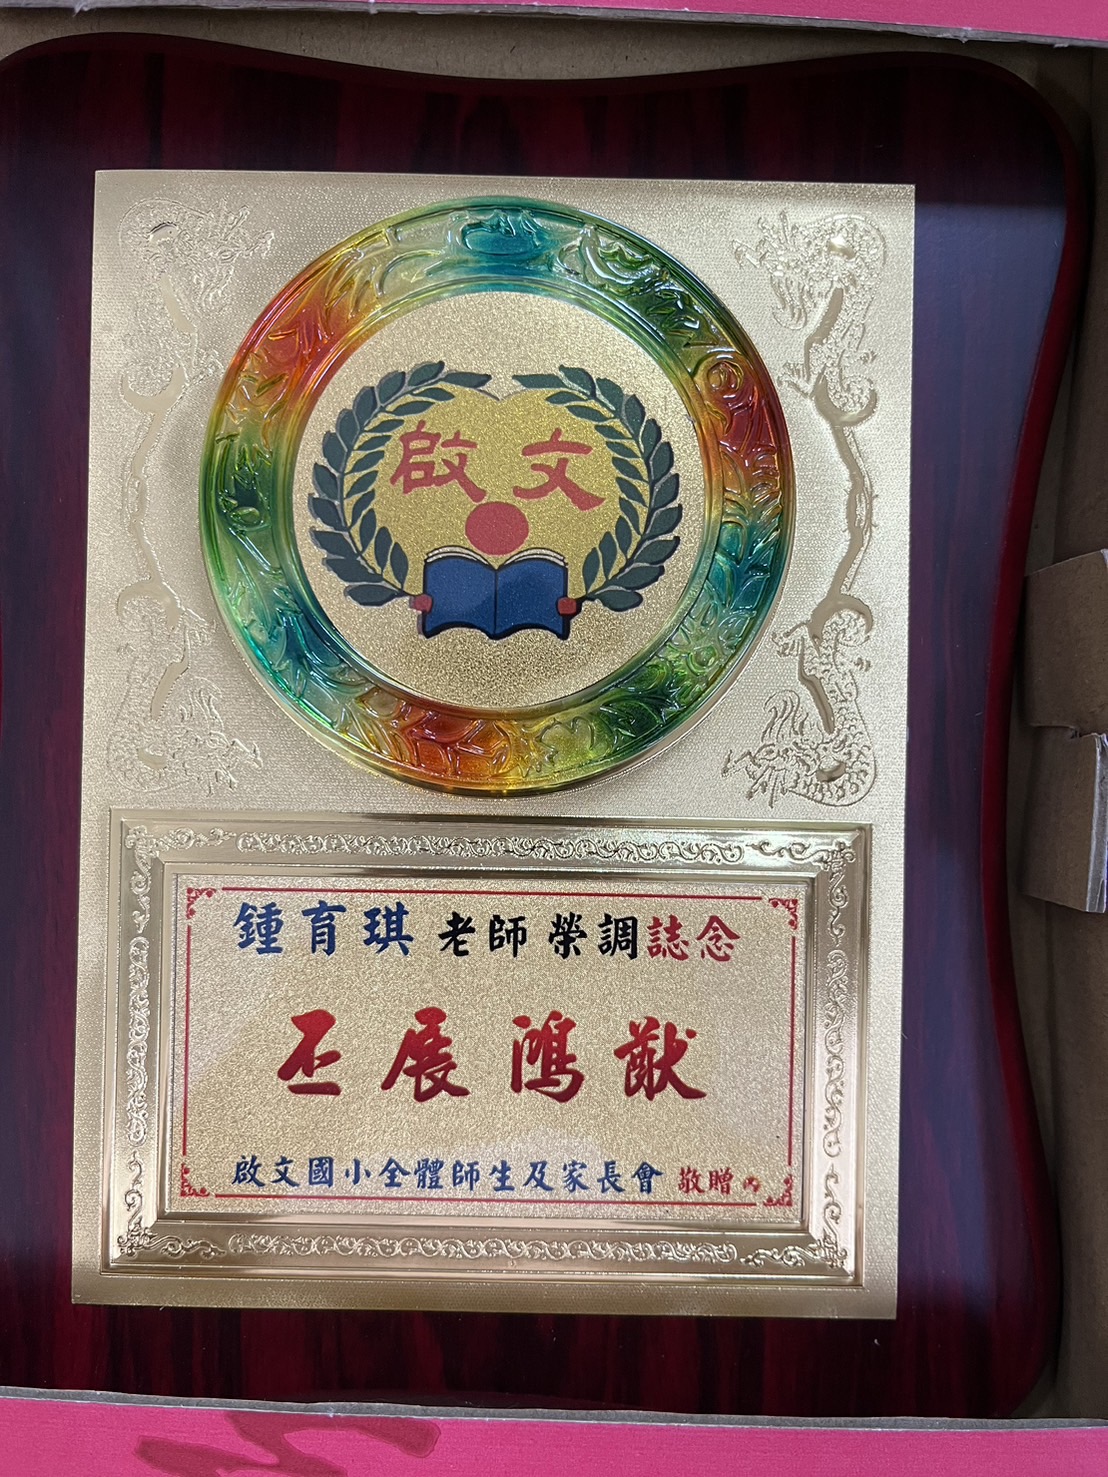 啟文
鍾育琪 老師 榮調誌念
丕展鴻猷
啟文國小全體師生及家長會 敬贈